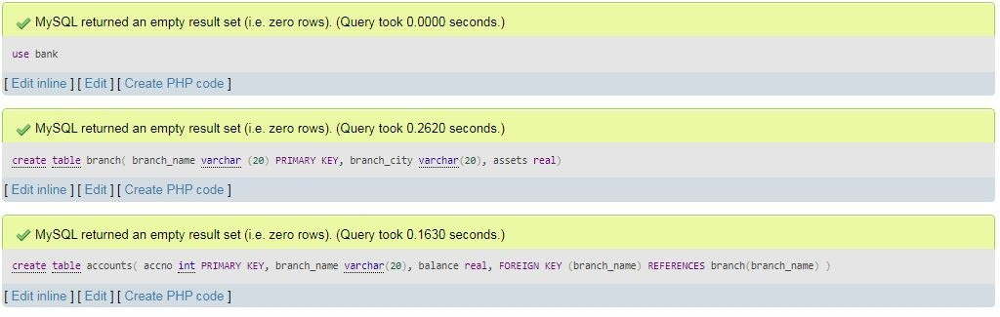 MySQL returned an empty result set (i.e. zero rows). (Query took 0.0000 seconds.)
use bank
[ Edit inline ] [ Edit ] [ Create PHP code ]
MySQL returned an empty result set (i.e. zero rows). (Query took 0.2620 seconds.)
create table branch( branch_name varchar (20) PRIMARY KEY, branch_city varchar(20), assets real)
[ Edit inline ] [ Edit ] [ Create PHP code ]
MySQL returned an empty result set (i.e. zero rows). (Query took 0.1630 seconds.)
create table accounts( accno int PRIMARY KEY, branch_name varchar(20), balance real, FOREIGN KEY (branch_name) REFERENCES branch(branch_name) )
[ Edit inline ] [ Edit ] [ Create PHP code ]